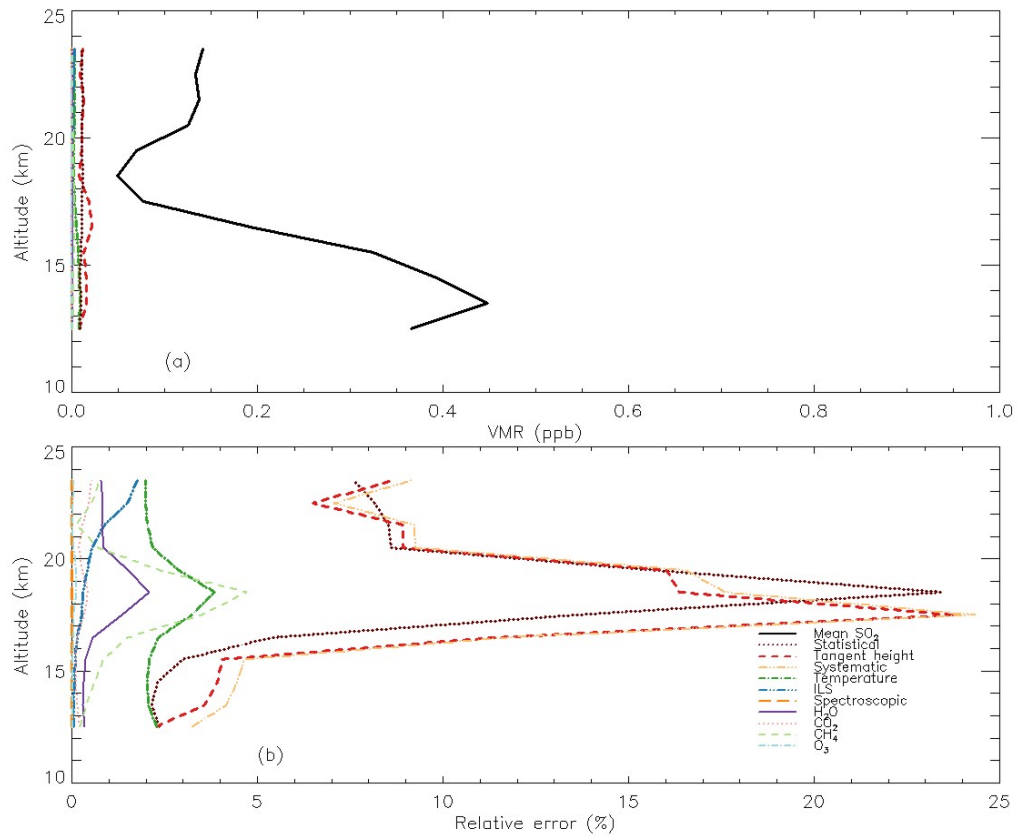 25
20
15
10
Altitude (km)
(a)
0.0 0.2 0.4 0.6 0.8 1.0
VMR (ppb)
25
20
15
10
Altitude (km)
Mean SO₂
Statistical
Tangent height
Systematic
Temperature
ILS
Spectroscopic
H₂O
CO₂
CH₄
O₃
(b)
0 5 10 15 20 25
Relative error (%)